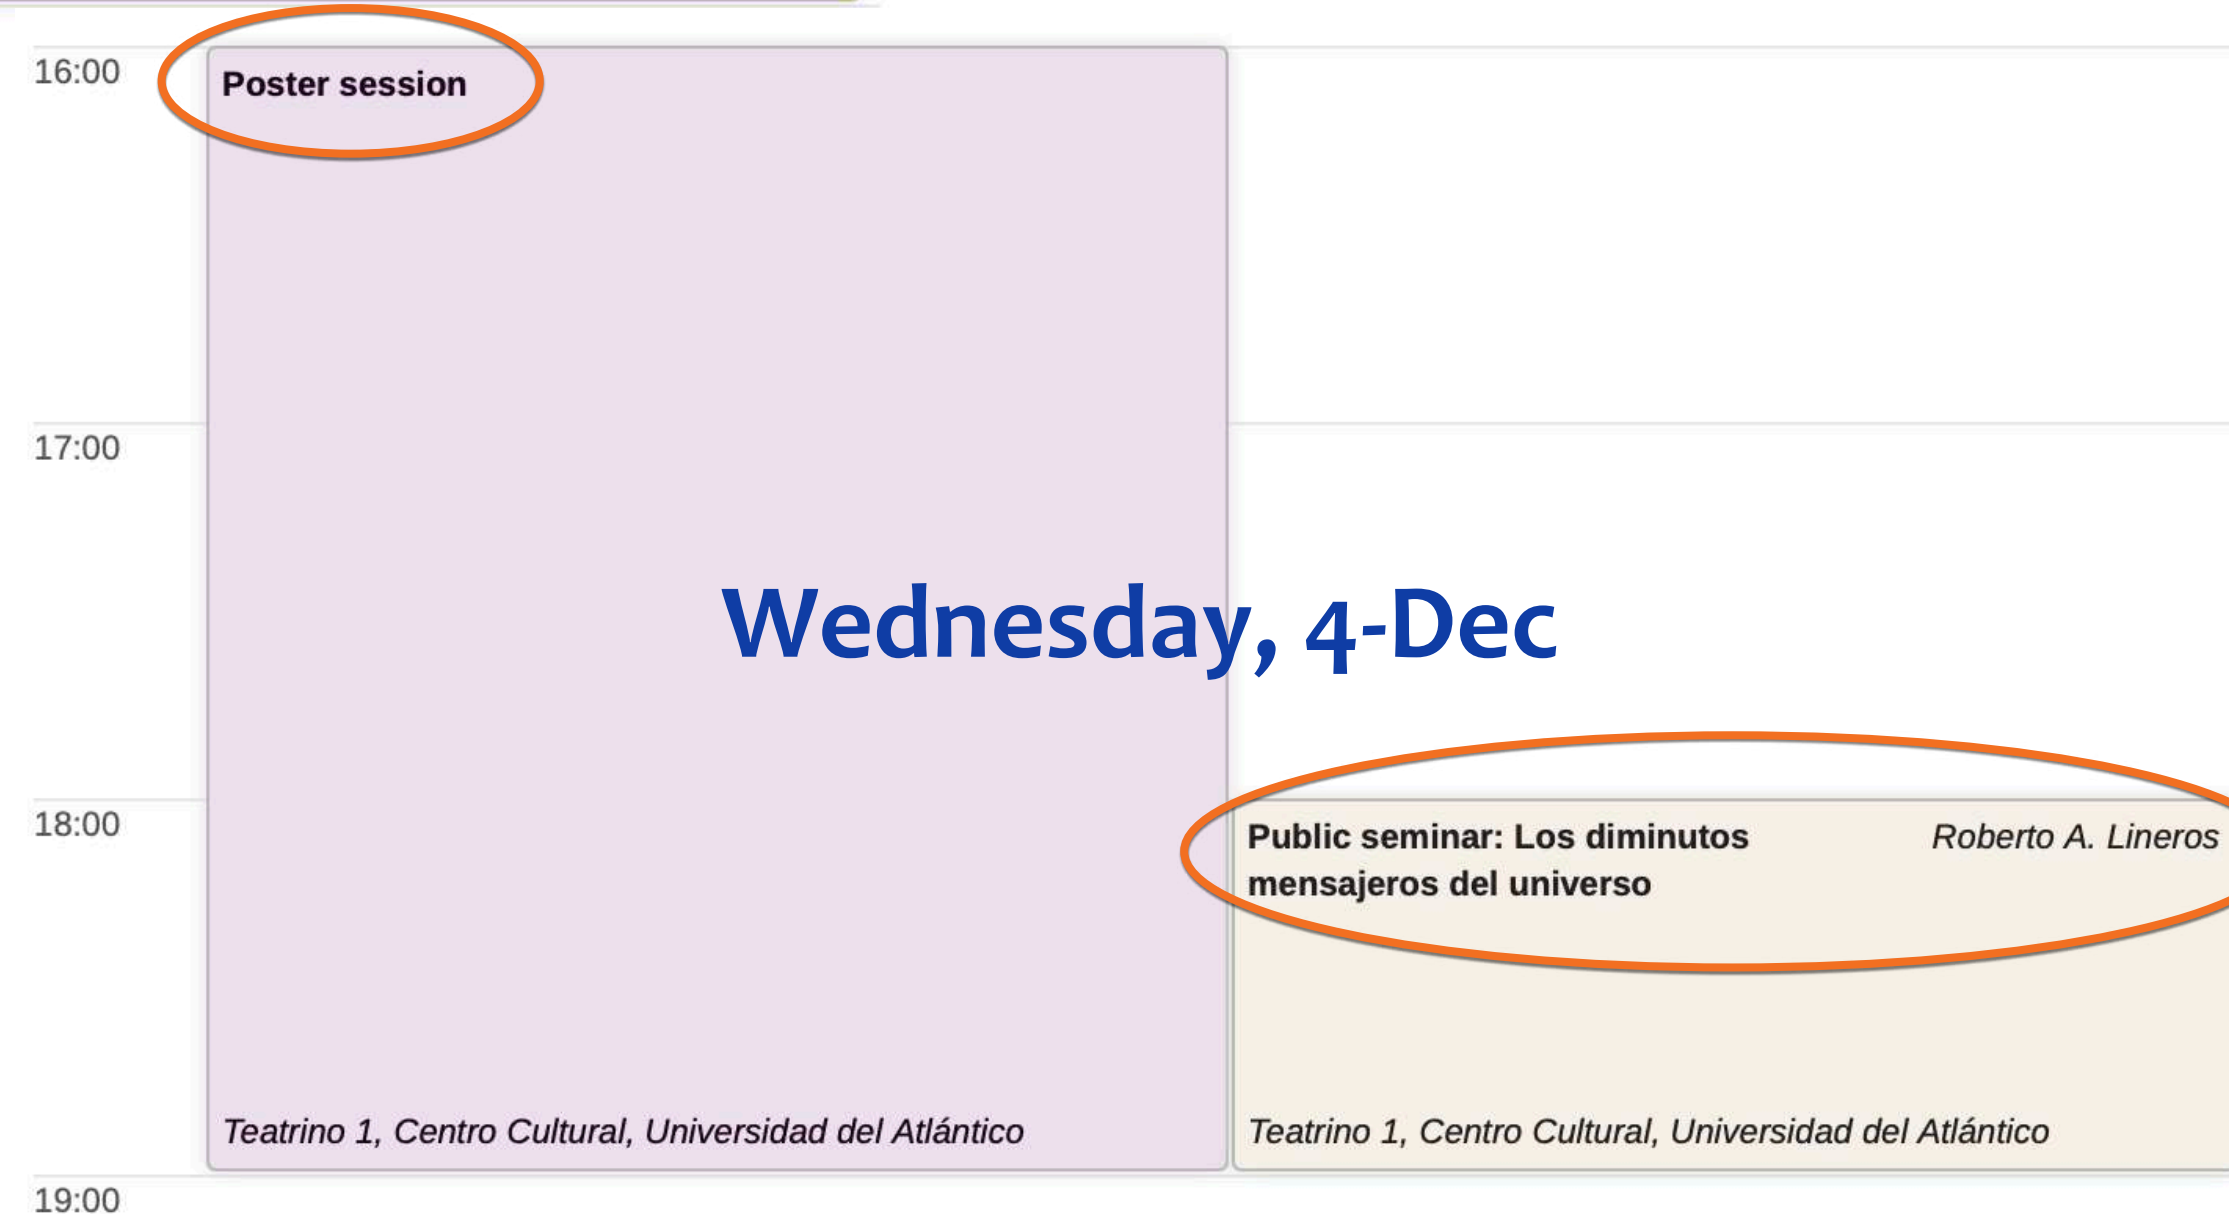 16:00
Poster session
17:00
Wednesday, 4-Dec
18:00
Public seminar: Los diminutos
mensajeros del universo
Roberto A. Lineros
Teatrino 1, Centro Cultural, Universidad del Atlántico
Teatrino 1, Centro Cultural, Universidad del Atlántico
19:00